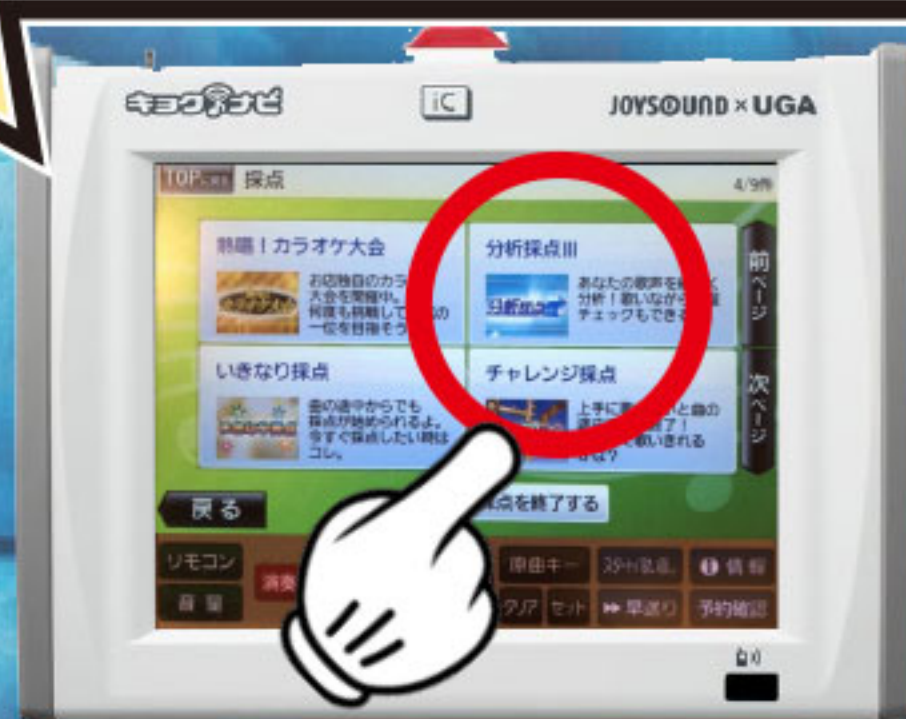 キョクナビ
iC
JOYSOUND × UGA
TOP
採点
4/9件
熱唱!カラオケ大会
お店独自のカラ
大会を開催中。
何度も挑戦して
一位を目指そう
分析採点III
あなたの歌声を
分析!歌いながら
チェックもできる
前ページ
いきなり採点
曲の途中からでも
採点が始められるよ。
今すぐ採点したい時は
コレ。
チャレンジ採点
上手に
と曲の
歌いきれる
かな?
次ページ
戻る
採点を終了する
リモコン
演奏
原曲キー
情報
音量
クリア
セット
早送り
予約確認